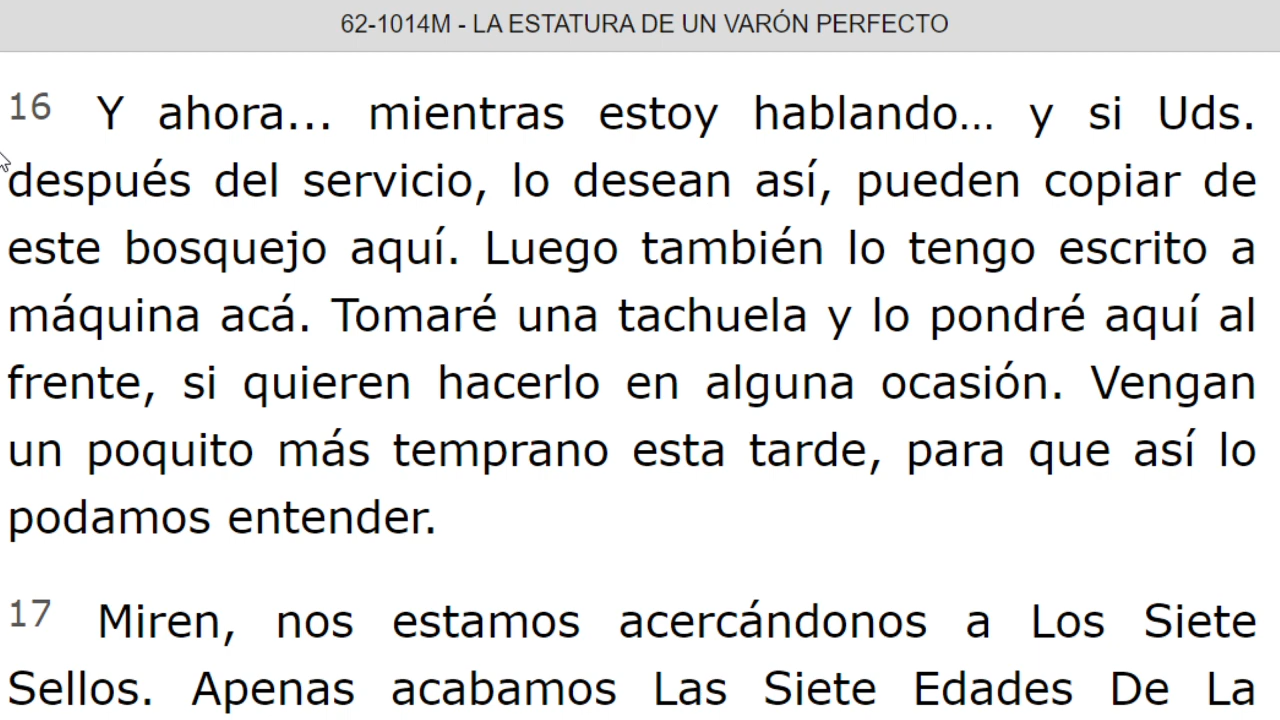 62-1014M - LA ESTATURA DE UN VARÓN PERFECTO
16 Y ahora... mientras estoy hablando... y si Uds.
después del servicio, lo desean así, pueden copiar de
este bosquejo aquí. Luego también lo tengo escrito a
máquina acá. Tomaré una tachuela y lo pondré aquí al
frente, si quieren hacerlo en alguna ocasión. Vengan
un poquito más temprano esta tarde, para que así lo
podamos entender.
17 Miren, nos estamos acercándonos a Los Siete
Sellos. Apenas acabamos Las Siete Edades De La